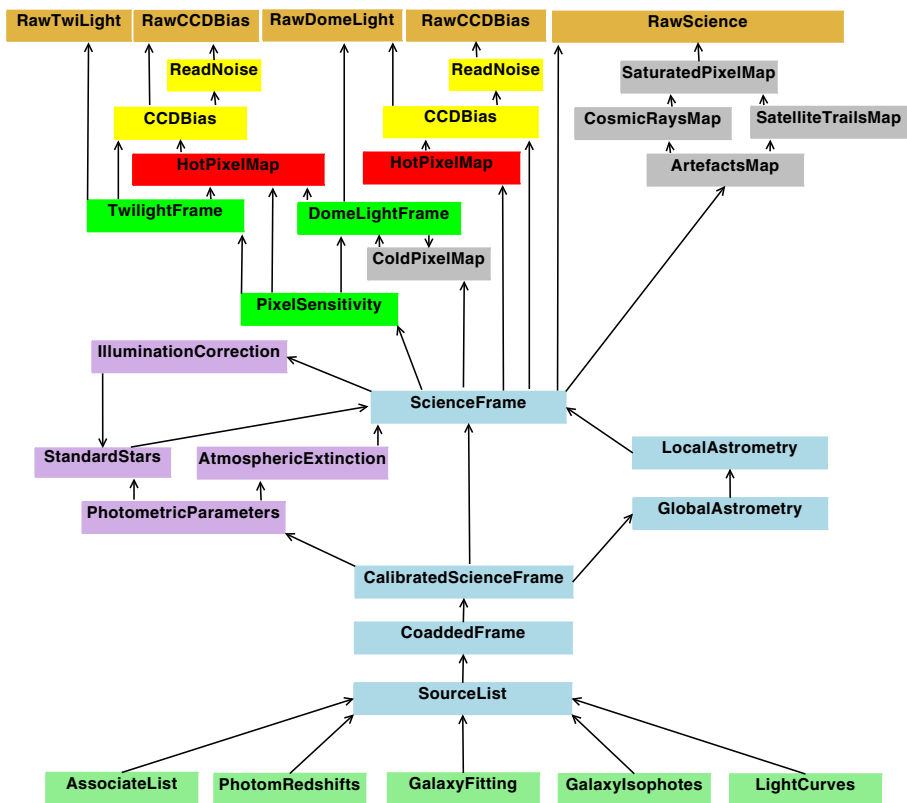 RawTwiLight
RawCCDBias
RawDomeLight
RawCCDBias
RawScience
ReadNoise
ReadNoise
SaturatedPixelMap
CCDBias
CCDBias
CosmicRaysMap
SatelliteTrailsMap
HotPixelMap
HotPixelMap
ArtefactsMap
TwilightFrame
DomeLightFrame
ColdPixelMap
PixelSensitivity
IlluminationCorrection
ScienceFrame
StandardStars
AtmosphericExtinction
LocalAstrometry
PhotometricParameters
GlobalAstrometry
CalibratedScienceFrame
CoaddedFrame
SourceList
AssociateList
PhotomRedshifts
GalaxyFitting
GalaxyIsophotes
LightCurves